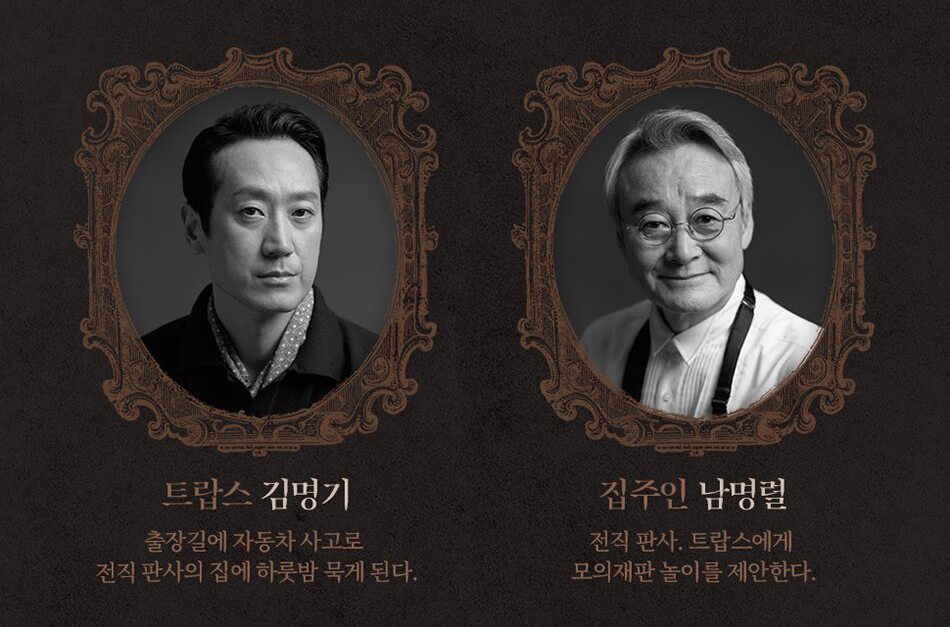 트랍스 김명기
출장길에 자동차 사고로
전직 판사의 집에 하룻밤 묵게 된다.
집주인 남명렬
전직 판사. 트랍스에게
모의재판 놀이를 제안한다.